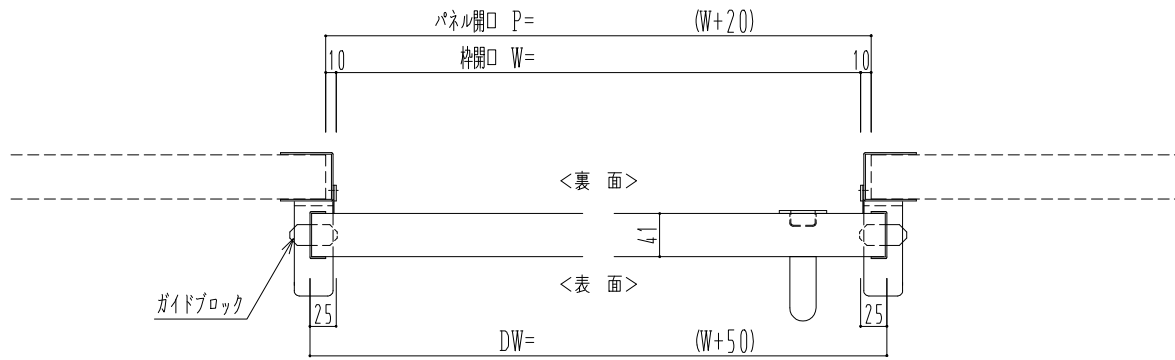 パネル開口 P= (W+20)
10 枠開口 W= 10
<裏 面>
41
<表 面>
ガイドブロック
25 25
DW= (W+50)